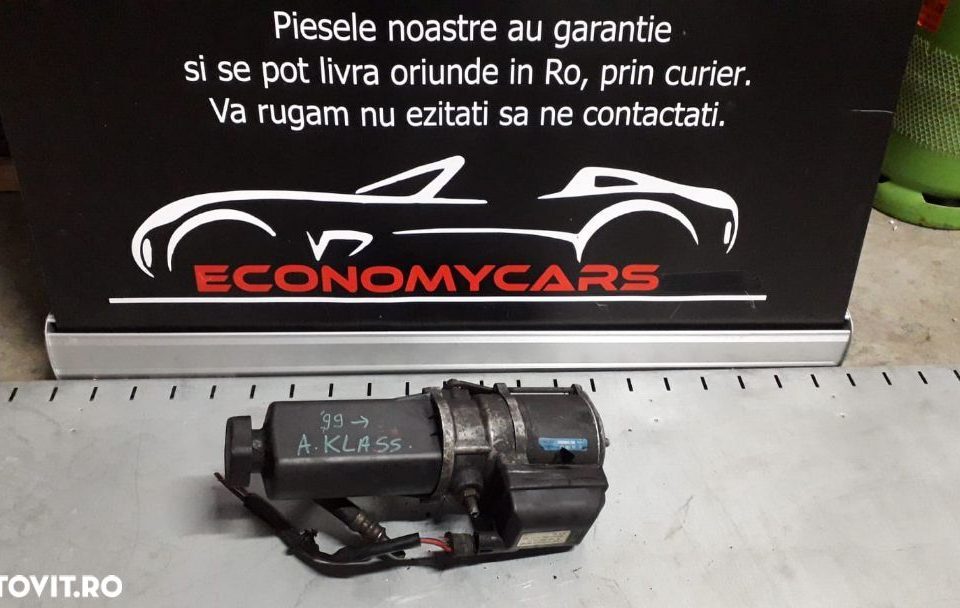 Piesele noastre au garantie
si se pot livra oriunde in Ro, prin curier.
Va rugam nu ezitati sa ne contactati.
ECONOMYCARS
'99 →
A. KLASS.
TOVIT.RO